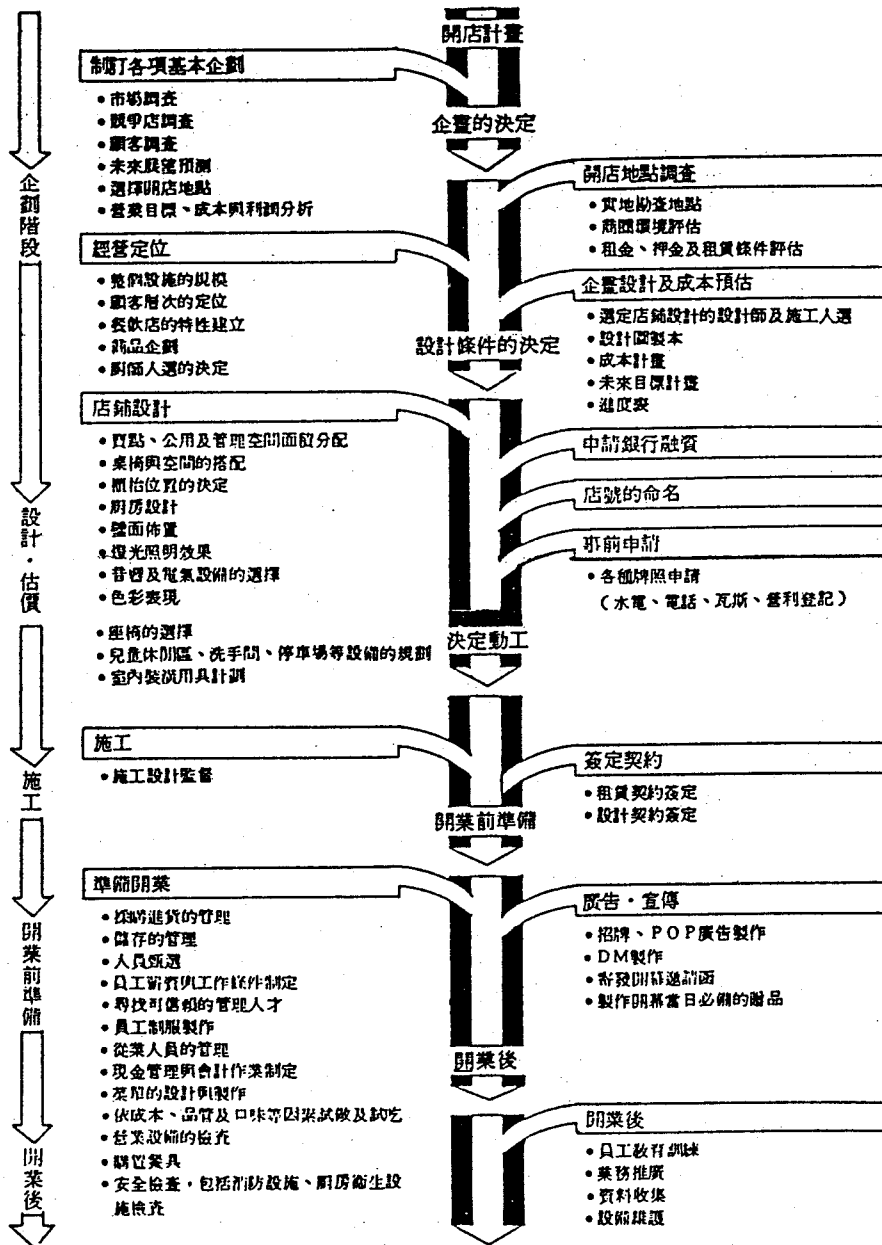 開店計畫
制訂各項基本企劃
• 市場調查
• 競爭店調查
• 顧客調查
• 未來展望預測
• 選擇開店地點
• 營業目標、成本與利潤分析
企畫的決定
開店地點調查
• 實地勘查地點
• 商圈環境評估
• 租金、押金及租賃條件評估
企劃階段
經營定位
• 整個設施的規模
• 顧客層次的定位
• 餐飲店的特性建立
• 商品企劃
• 廚師人選的決定
企畫設計及成本預估
• 選定店鋪設計的設計師及施工人選
• 設計圖製本
• 成本計畫
• 未來目標計畫
• 進度表
設計條件的決定
店鋪設計
• 賣點、公用及管理空間面積分配
• 桌椅與空間的搭配
• 櫃枱位置的決定
• 廚房設計
• 壁面佈置
• 燈光照明效果
• 音響及電氣設備的選擇
• 色彩表現
• 座椅的選擇
• 兒童休閒區、洗手間、停車場等設備的規劃
• 室內裝潢用具計劃
申請銀行融資
店號的命名
事前申請
• 各種牌照申請
（水電、電話、瓦斯、營利登記）
設計・估價
決定動工
施工
• 施工設計監督
簽定契約
• 租賃契約簽定
• 設計契約簽定
施工
開業前準備
準備開業
• 採購進貨的管理
• 儲存的管理
• 人員甄選
• 員工薪資與工作條件制定
• 尋找可信賴的管理人才
• 員工制服製作
• 從業人員的管理
• 現金管理與會計作業制定
• 菜單的設計與製作
• 依成本、品管及口味等因素試做及試吃
• 營業設備的檢查
• 購置餐具
• 安全檢查，包括消防設施、廚房衛生設
施檢查
廣告・宣傳
• 招牌、POP廣告製作
• DM製作
• 寄發開幕邀請函
• 製作開幕當日必備的贈品
開業前準備
開業後
開業後
• 員工教育訓練
• 業務推廣
• 資料收集
• 設備維護
開業後